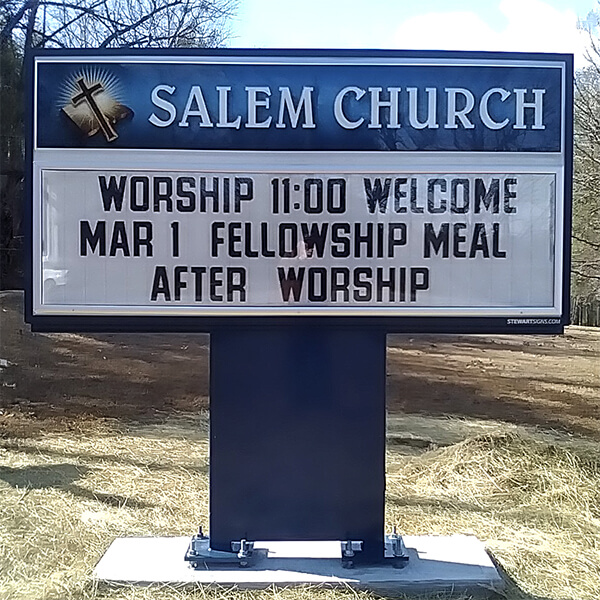 SALEM CHURCH
WORSHIP 11:00 WELCOME
MAR 1 FELLOWSHIP MEAL
AFTER WORSHIP
STEWARTSIGNS.COM